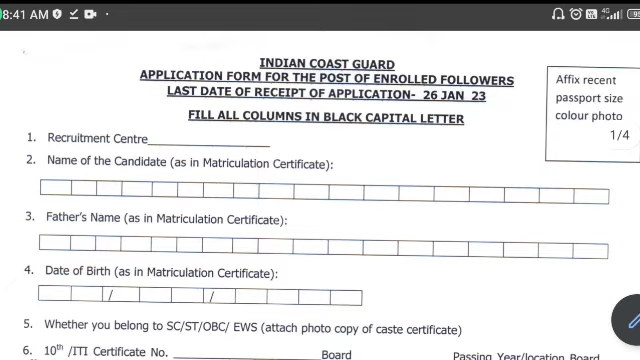 8:41 AM
4G
INDIAN COAST GUARD
APPLICATION FORM FOR THE POST OF ENROLLED FOLLOWERS
LAST DATE OF RECEIPT OF APPLICATION- 26 JAN 23
FILL ALL COLUMNS IN BLACK CAPITAL LETTER
Affix recent
passport size
colour photo
1/4
1. Recruitment Centre
2. Name of the Candidate (as in Matriculation Certificate):
3. Father's Name (as in Matriculation Certificate):
4. Date of Birth (as in Matriculation Certificate):
/ /
5. Whether you belong to SC/ST/OBC/ EWS (attach photo copy of caste certificate)
6. 10th /ITI Certificate No. Board Passing Year/location Board